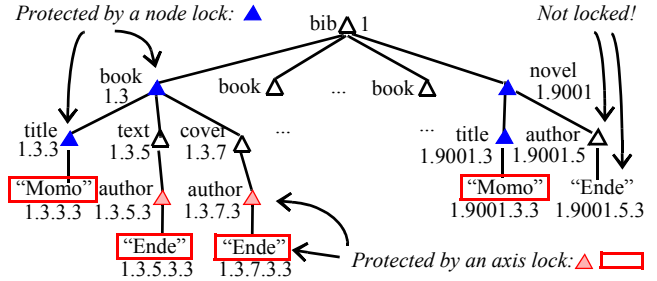 Protected by a node lock:
bib 1
Not locked!
book
1.3
book
...
book
novel
1.9001
title
1.3.3
text
1.3.5
cover
1.3.7
...
...
title
1.9001.3
author
1.9001.5
“Momo”
1.3.3.3
author
1.3.5.3
author
1.3.7.3
“Momo”
1.9001.3.3
“Ende”
1.9001.5.3
“Ende”
1.3.5.3.3
“Ende”
1.3.7.3.3
Protected by an axis lock: